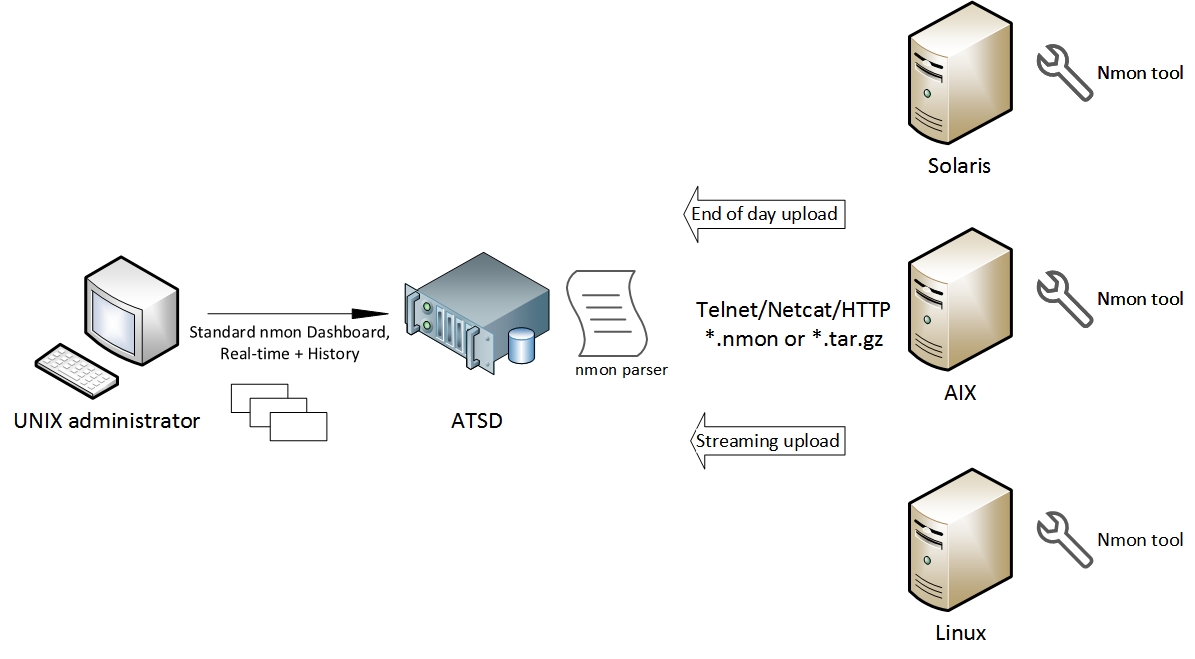 Nmon tool
Solaris
End of day upload
Nmon tool
Telnet/Netcat/HTTP
*.nmon or *.tar.gz
Standard nmon Dashboard,
Real-time + History
nmon parser
AIX
UNIX administrator
ATSD
Streaming upload
Nmon tool
Linux